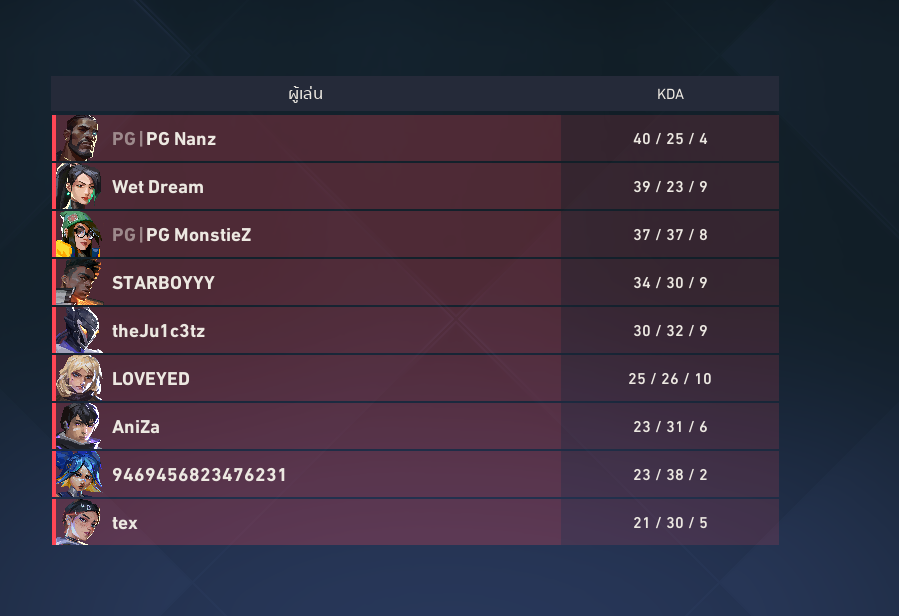 ผู้เล่น KDA
PG|PG Nanz 40 / 25 / 4
Wet Dream 39 / 23 / 9
PG|PG MonstieZ 37 / 37 / 8
STARBOYYY 34 / 30 / 9
theJu1c3tz 30 / 32 / 9
LOVEYED 25 / 26 / 10
AniZa 23 / 31 / 6
9469456823476231 23 / 38 / 2
tex 21 / 30 / 5